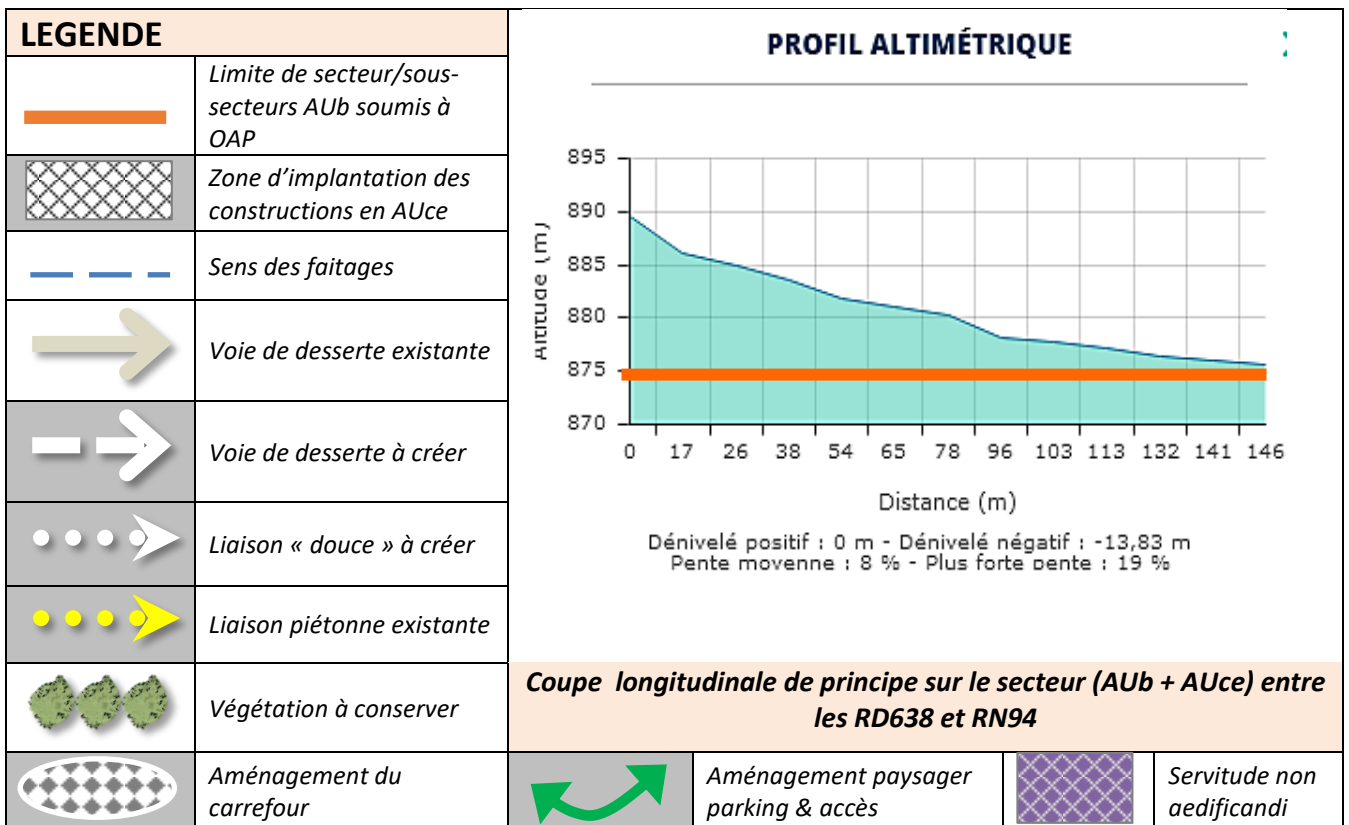 LEGENDE
Limite de secteur/sous-
secteurs AUb soumis à
OAP
Zone d’implantation des
constructions en AUce
Sens des faitages
Voie de desserte existante
Voie de desserte à créer
Liaison « douce » à créer
Liaison piétonne existante
Végétation à conserver
Aménagement du
carrefour
PROFIL ALTIMÉTRIQUE
Altitude (m)
895
890
885
880
875
870
0 17 26 38 54 65 78 96 103 113 132 141 146
Distance (m)
Dénivelé positif : 0 m - Dénivelé négatif : -13,83 m
Pente moyenne : 8 % - Plus forte pente : 19 %
Coupe longitudinale de principe sur le secteur (AUb + AUce) entre
les RD638 et RN94
Aménagement paysager
parking & accès
Servitude non
aedificandi